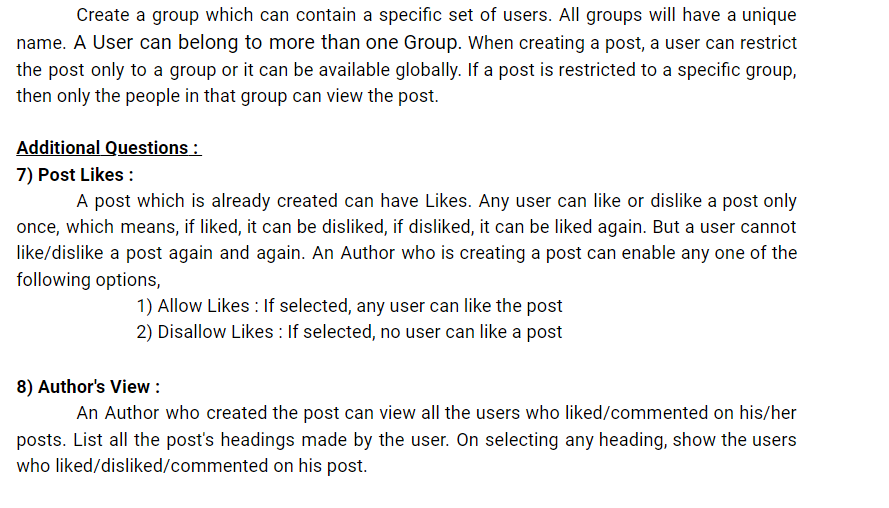 Create a group which can contain a specific set of users. All groups will have a unique
name. A User can belong to more than one Group. When creating a post, a user can restrict
the post only to a group or it can be available globally. If a post is restricted to a specific group,
then only the people in that group can view the post.
Additional Questions :
7) Post Likes :
A post which is already created can have Likes. Any user can like or dislike a post only
once, which means, if liked, it can be disliked, if disliked, it can be liked again. But a user cannot
like/dislike a post again and again. An Author who is creating a post can enable any one of the
following options,
1) Allow Likes : If selected, any user can like the post
2) Disallow Likes : If selected, no user can like a post
8) Author's View :
An Author who created the post can view all the users who liked/commented on his/her
posts. List all the post's headings made by the user. On selecting any heading, show the users
who liked/disliked/commented on his post.